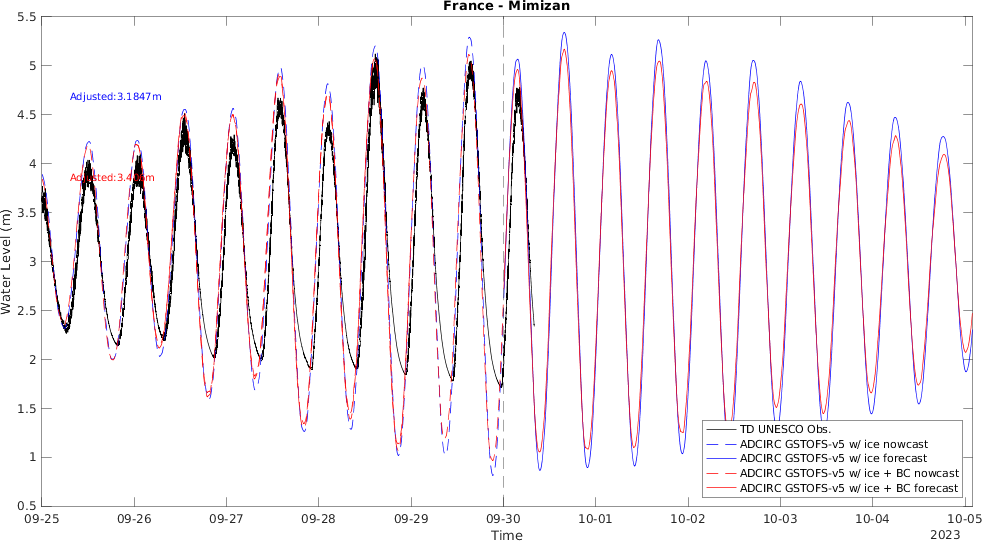 France - Mimizan
5.5
5
4.5
4
3.5
3
2.5
2
1.5
1
0.5
Water Level (m)
Adjusted:3.1847m
TD UNESCO Obs.
ADCIRC GSTOFS-v5 w/ ice nowcast
ADCIRC GSTOFS-v5 w/ ice forecast
ADCIRC GSTOFS-v5 w/ ice + BC nowcast
ADCIRC GSTOFS-v5 w/ ice + BC forecast
09-25 09-26 09-27 09-28 09-29 09-30 10-01 10-02 10-03 10-04 10-05
Time
2023